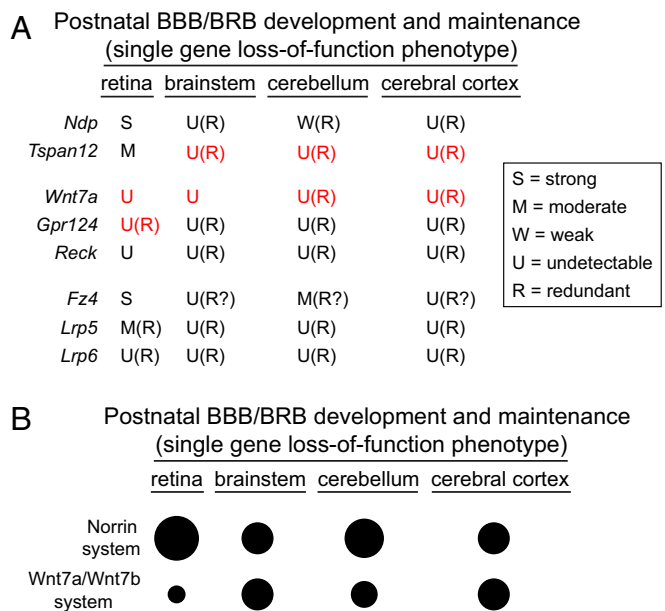 A Postnatal BBB/BRB development and maintenance
(single gene loss-of-function phenotype)
retina brainstem cerebellum cerebral cortex
Ndp S U(R) W(R) U(R)
Tspan12 M U(R) U(R) U(R)
Wnt7a U U U(R) U(R)
Gpr124 U(R) U(R) U(R) U(R)
Reck U U(R) U(R) U(R)
Fz4 S U(R?) M(R?) U(R?)
Lrp5 M(R) U(R) U(R) U(R)
Lrp6 U(R) U(R) U(R) U(R)
S = strong
M = moderate
W = weak
U = undetectable
R = redundant
B Postnatal BBB/BRB development and maintenance
(single gene loss-of-function phenotype)
retina brainstem cerebellum cerebral cortex
Norrin
system
Wnt7a/Wnt7b
system